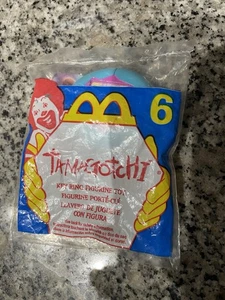 6
TAMAGOTCHI
KEY RING FIGURINE TOY
FIGURINE PORTE-CLÉ
LLAVERO DE JUGUETE
CON FIGURA